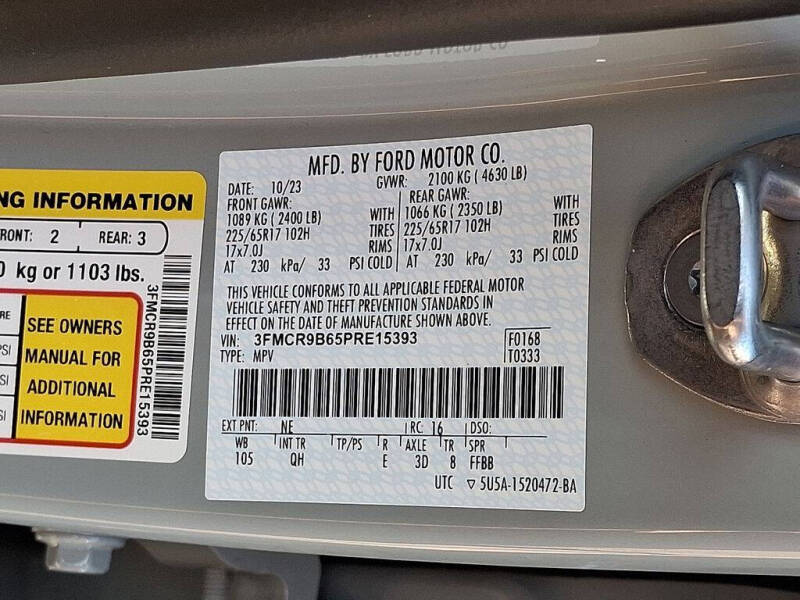 NG INFORMATION
FRONT: 2 REAR: 3
0 kg or 1103 lbs.
RE
PSI
SI
SI
SEE OWNERS
MANUAL FOR
ADDITIONAL
INFORMATION
3FMCR9B65PRE15393
MFD. BY FORD MOTOR CO.
DATE: 10/23 GVWR: 2100 KG ( 4630 LB)
FRONT GAWR: REAR GAWR:
1089 KG ( 2400 LB) WITH 1066 KG ( 2350 LB) WITH
225/65R17 102H TIRES 225/65R17 102H TIRES
17x7.0J RIMS 17x7.0J RIMS
AT 230 kPa/ 33 PSI COLD AT 230 kPa/ 33 PSI COLD
THIS VEHICLE CONFORMS TO ALL APPLICABLE FEDERAL MOTOR
VEHICLE SAFETY AND THEFT PREVENTION STANDARDS IN
EFFECT ON THE DATE OF MANUFACTURE SHOWN ABOVE.
VIN: 3FMCR9B65PRE15393 F0168
TYPE: MPV T0333
EXT PNT: NE RC: 16 DSO:
WB INT TR TP/PS R AXLE TR SPR
105 QH E 3D 8 FFBB
UTC ▽ 5U5A-1520472-BA